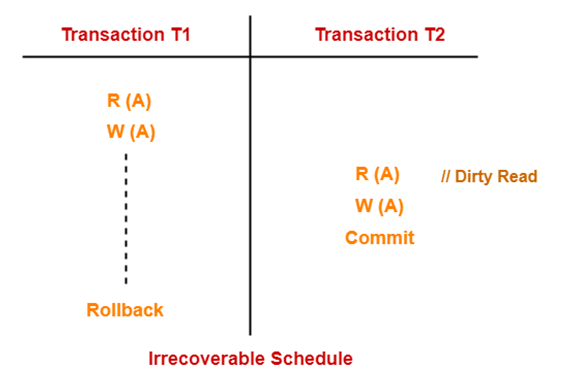 Transaction T1 Transaction T2
R (A)
W (A)
R (A) // Dirty Read
W (A)
Commit
Rollback
Irrecoverable Schedule